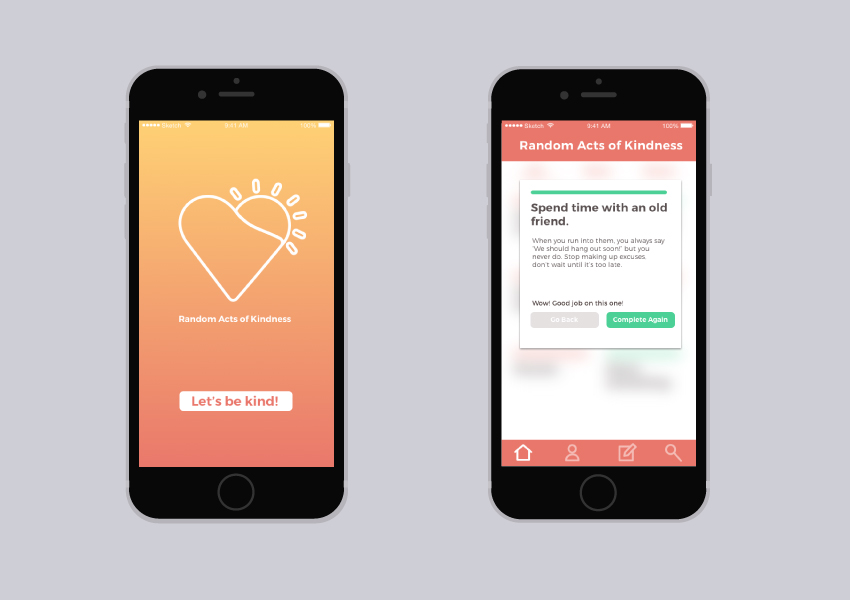 Sketch 9:41 AM 100%
Random Acts of Kindness
Let's be kind!
Sketch 9:41 AM 100%
Random Acts of Kindness
Spend time with an old
friend.
When you run into them, you always say
"We should hang out soon!" but you
never do. Stop making up excuses,
don't wait until it's too late.
Wow! Good job on this one!
Go Back Complete Again